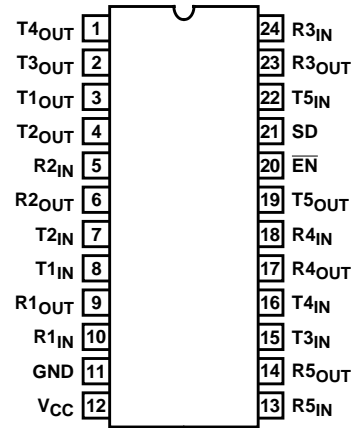 T4OUT 1 24 R3IN
T3OUT 2 23 R3OUT
T1OUT 3 22 T5IN
T2OUT 4 21 SD
R2IN 5 20 E̅N̅
R2OUT 6 19 T5OUT
T2IN 7 18 R4IN
T1IN 8 17 R4OUT
R1OUT 9 16 T4IN
R1IN 10 15 T3IN
GND 11 14 R5OUT
VCC 12 13 R5IN